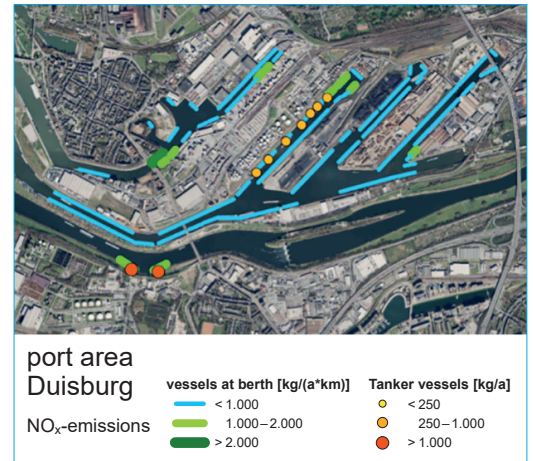 port area
Duisburg
NOₓ-emissions
vessels at berth [kg/(a*km)]
< 1.000
1.000–2.000
> 2.000
Tanker vessels [kg/a]
< 250
250–1.000
> 1.000